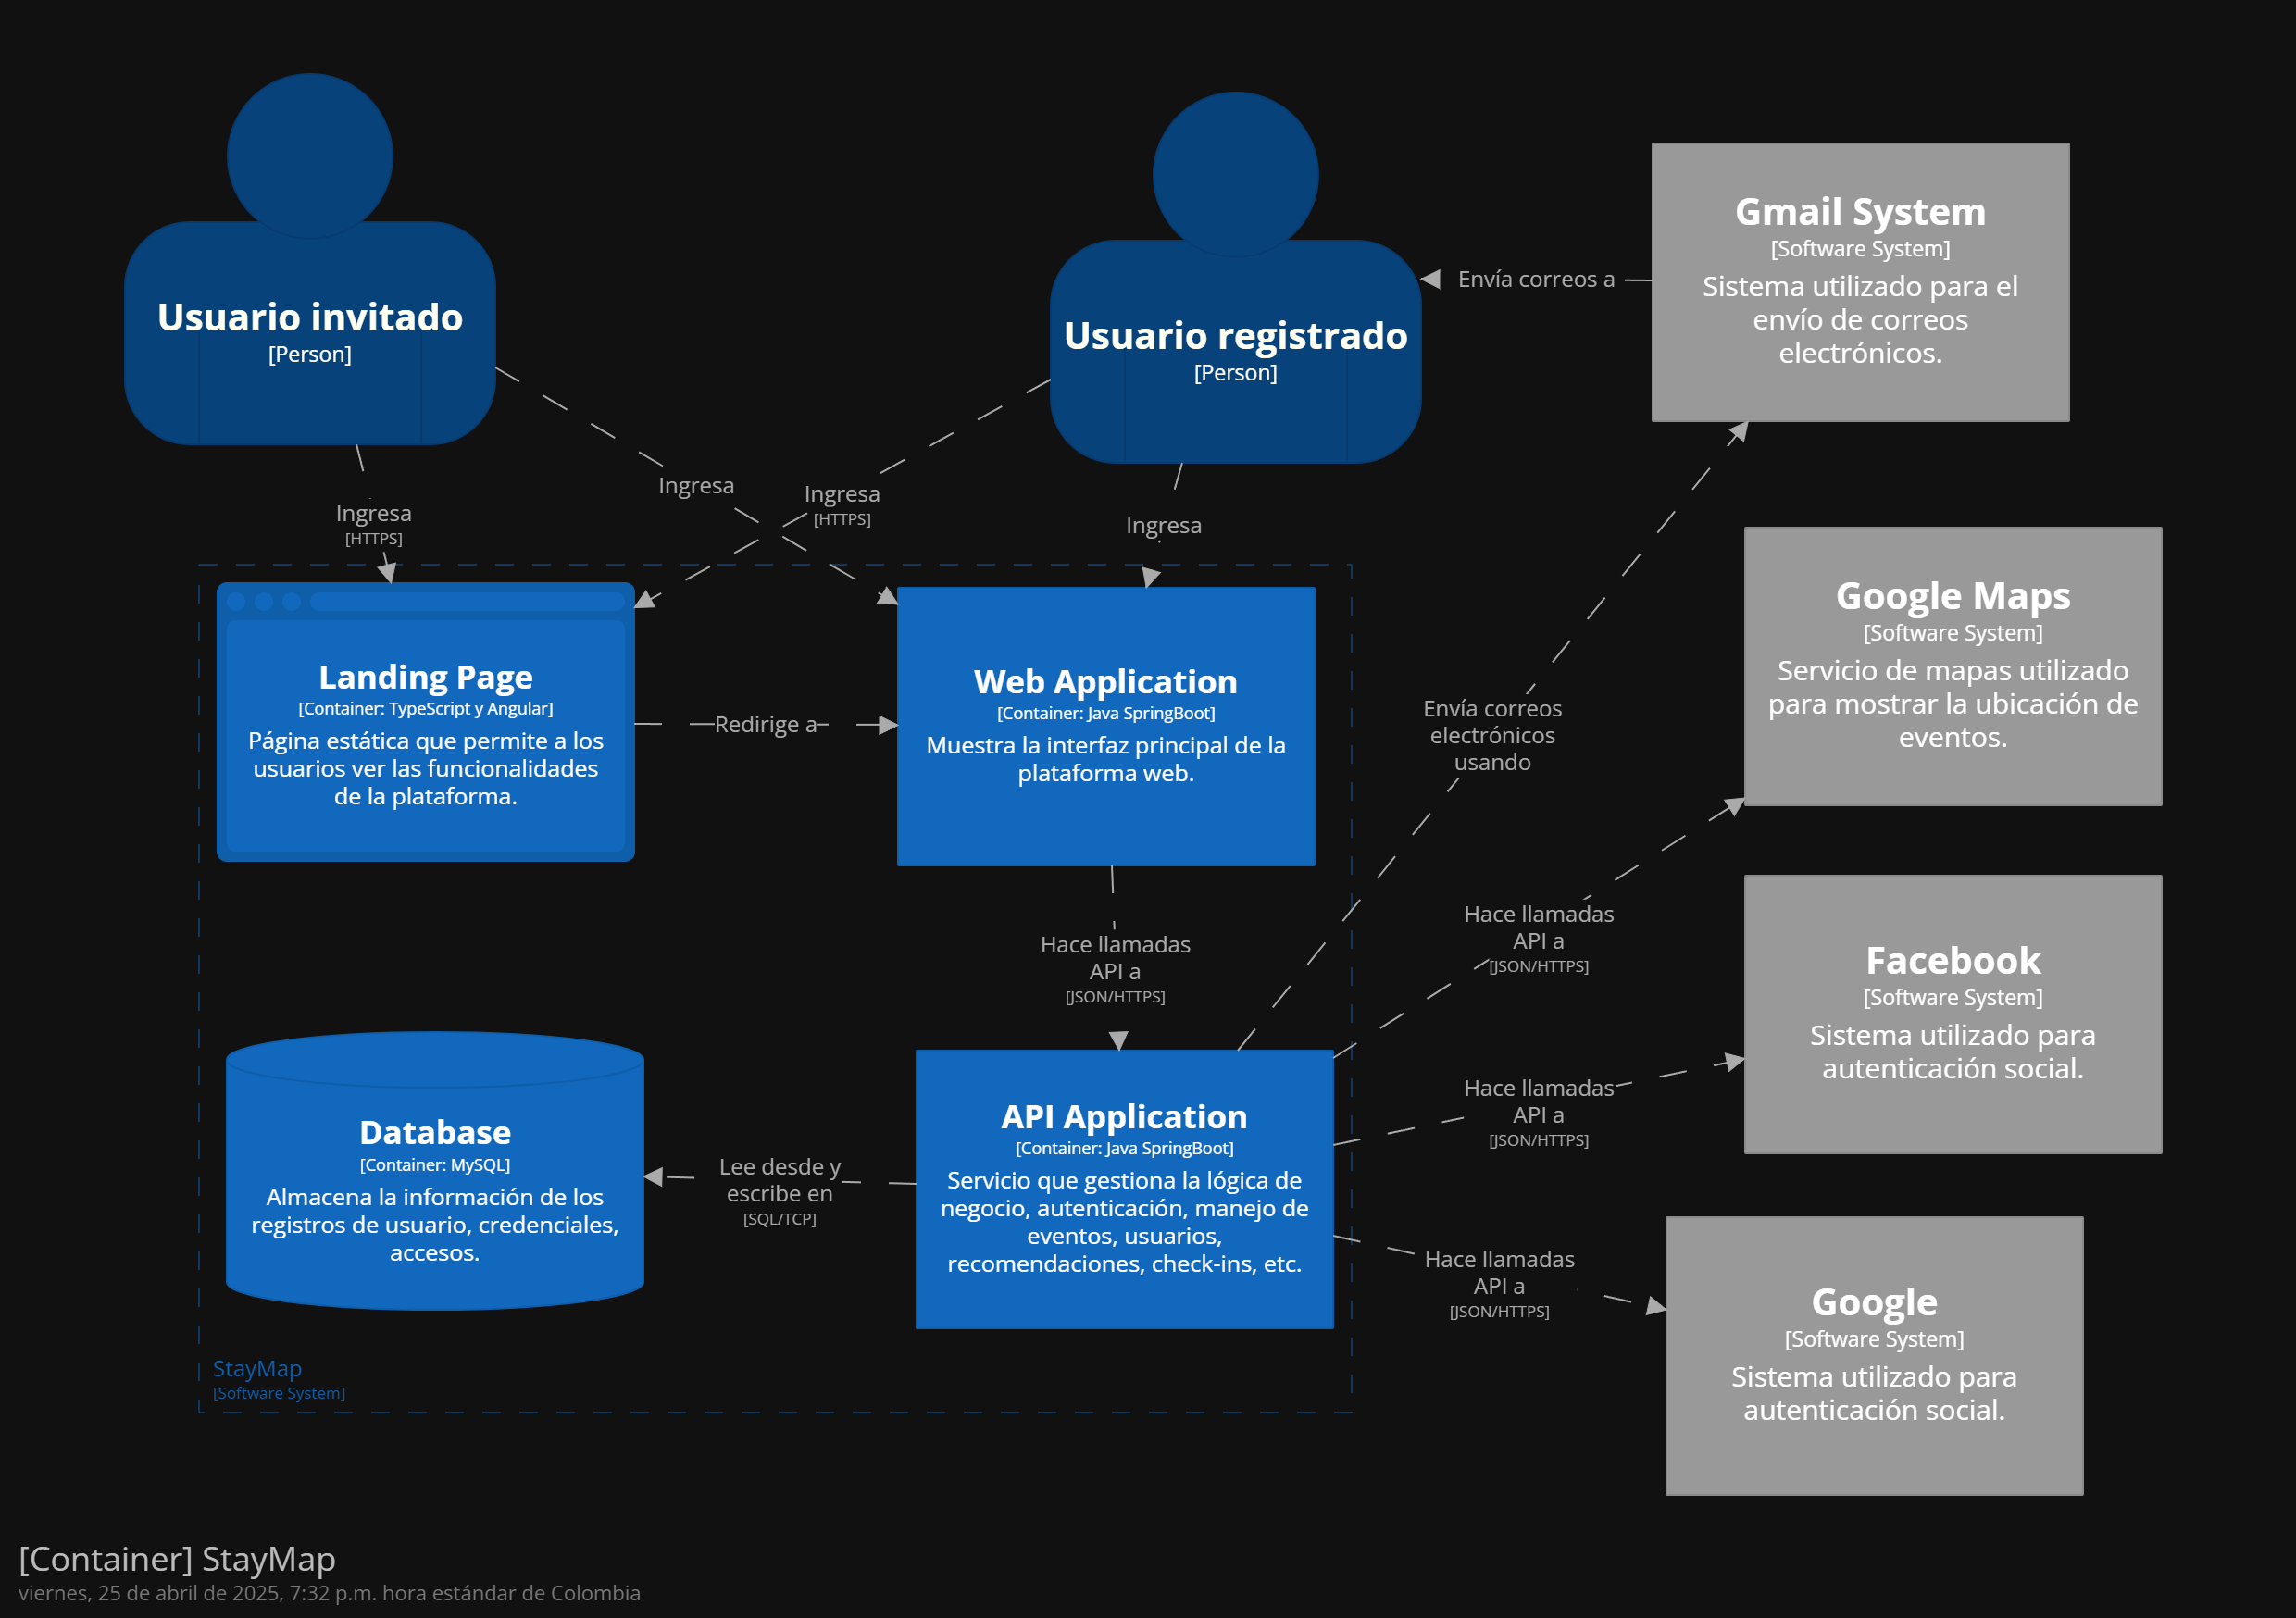 Usuario invitado
[Person]
Usuario registrado
[Person]
Gmail System
[Software System]
Sistema utilizado para el
envío de correos
electrónicos.
Envía correos a
Ingresa
[HTTPS]
Ingresa
Ingresa
[HTTPS]
Ingresa
Landing Page
[Container: TypeScript y Angular]
Página estática que permite a los
usuarios ver las funcionalidades
de la plataforma.
Redirige a
Web Application
[Container: Java SpringBoot]
Muestra la interfaz principal de la
plataforma web.
Envía correos
electrónicos
usando
Google Maps
[Software System]
Servicio de mapas utilizado
para mostrar la ubicación de
eventos.
Hace llamadas
API a
[JSON/HTTPS]
Hace llamadas
API a
[JSON/HTTPS]
Facebook
[Software System]
Sistema utilizado para
autenticación social.
Hace llamadas
API a
[JSON/HTTPS]
Database
[Container: MySQL]
Almacena la información de los
registros de usuario, credenciales,
accesos.
Lee desde y
escribe en
[SQL/TCP]
API Application
[Container: Java SpringBoot]
Servicio que gestiona la lógica de
negocio, autenticación, manejo de
eventos, usuarios,
recomendaciones, check-ins, etc.
Hace llamadas
API a
[JSON/HTTPS]
Google
[Software System]
Sistema utilizado para
autenticación social.
StayMap
[Software System]
[Container] StayMap
viernes, 25 de abril de 2025, 7:32 p.m. hora estándar de Colombia